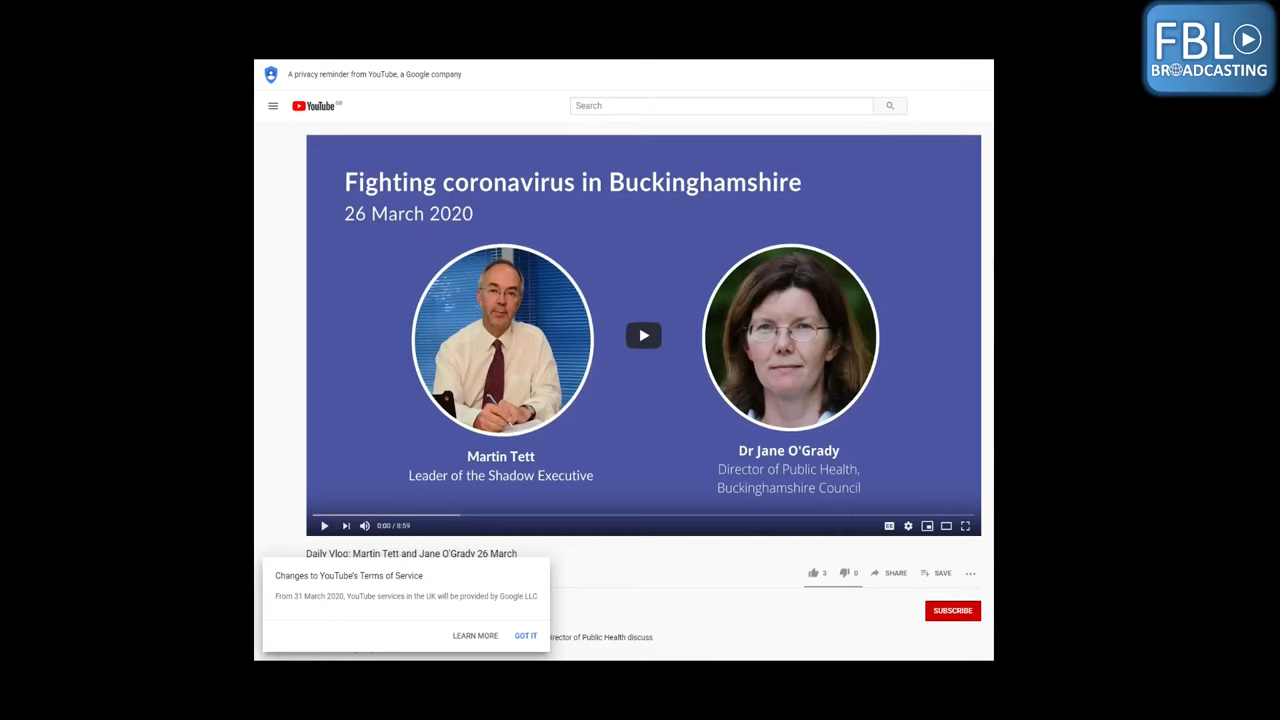 FBL
BROADCASTING
A privacy reminder from YouTube, a Google company
YouTube GB
Search
Fighting coronavirus in Buckinghamshire
26 March 2020
Martin Tett
Leader of the Shadow Executive
Dr Jane O'Grady
Director of Public Health,
Buckinghamshire Council
0:00 / 8:59
Daily Vlog: Martin Tett and Jane O'Grady 26 March
3
0
SHARE
SAVE
SUBSCRIBE
Changes to YouTube's Terms of Service
From 31 March 2020, YouTube services in the UK will be provided by Google LLC
LEARN MORE
GOT IT
irector of Public Health discuss